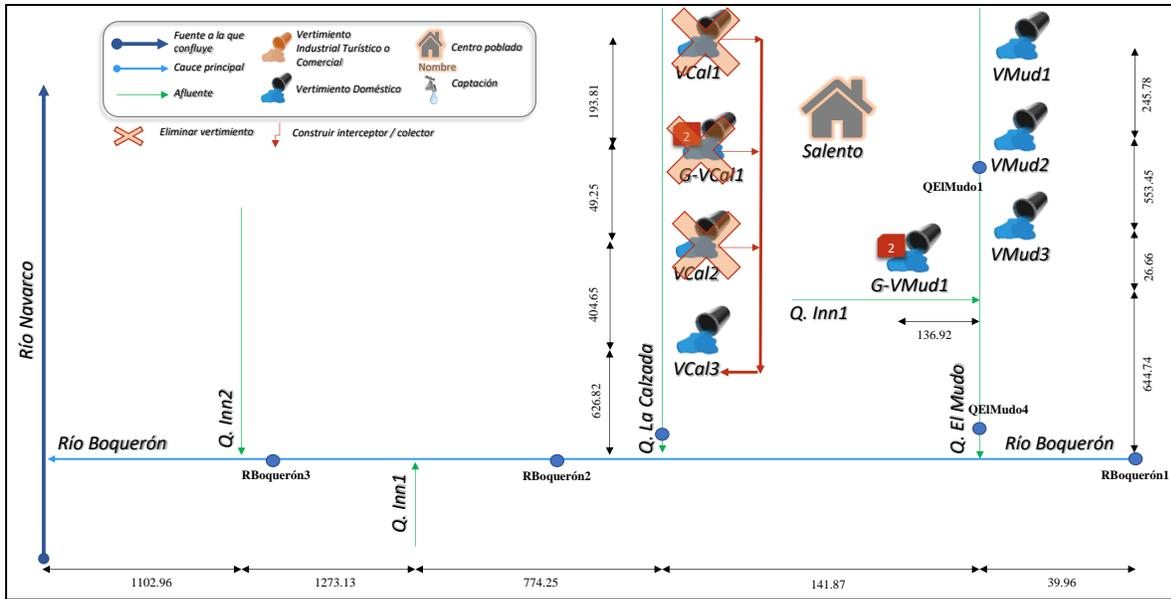 Fuente a la que
confluye
Cauce principal
Afluente
Vertimiento
Industrial Turístico o
Comercial
Vertimiento Doméstico
Centro poblado
Nombre
Captación
Eliminar vertimiento
Construir interceptor / colector
Río Navarco
Q. Inn2
Río Boquerón
RBoquerón3
Q. Inn1
RBoquerón2
193.81
49.25
404.65
626.82
VCal1
2
G-VCal1
VCal2
VCal3
Q. La Calzada
Salento
2
G-VMud1
Q. Inn1
136.92
VMud1
VMud2
QElMudo1
VMud3
Q. El Mudo
QElMudo4
Río Boquerón
RBoquerón1
245.78
553.45
26.66
644.74
1102.96
1273.13
774.25
141.87
39.96